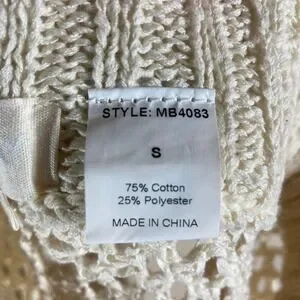 STYLE: MB4083
S
75% Cotton
25% Polyester
MADE IN CHINA